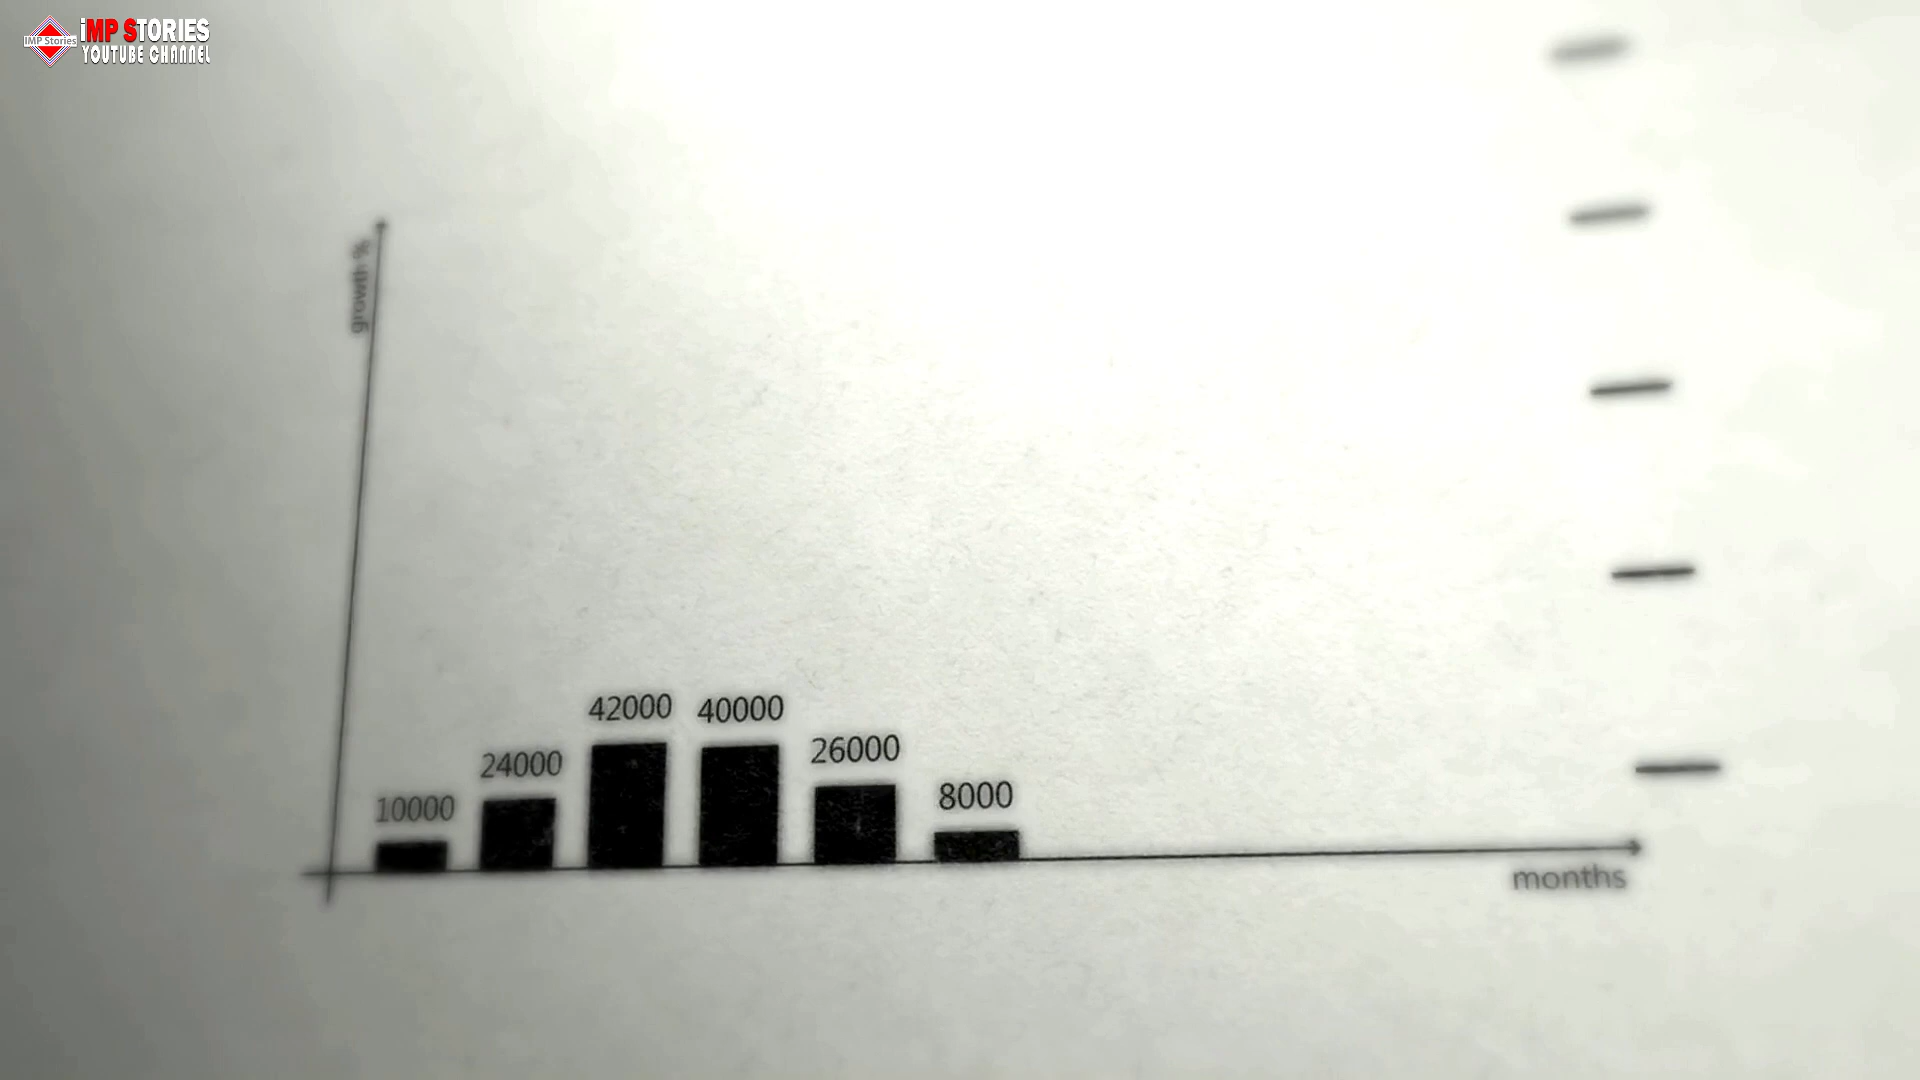 IMP Stories
iMP STORIES
YOUTUBE CHANNEL
growth %
42000 40000
24000 26000
10000 8000
months